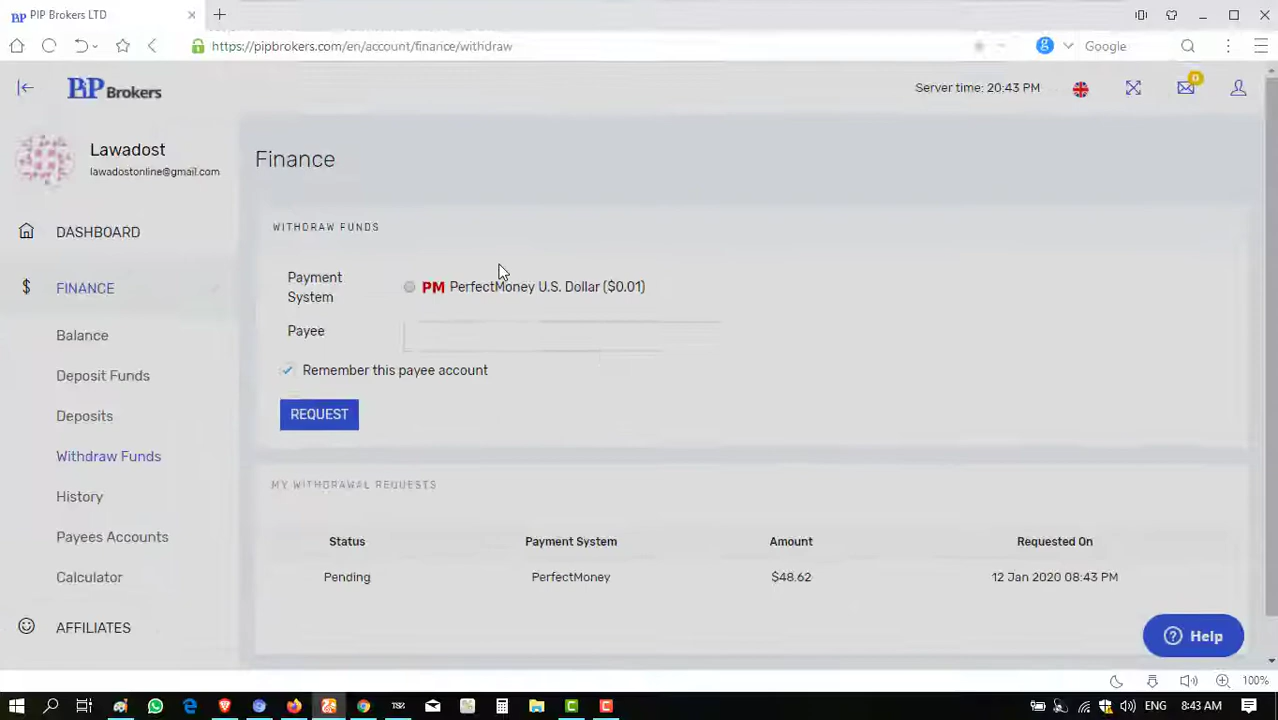 PIP Brokers LTD
https://pipbrokers.com/en/account/finance/withdraw
Google
PiP Brokers
Server time: 20:43 PM
0
Lawadost
lawadostonline@gmail.com
DASHBOARD
FINANCE
Balance
Deposit Funds
Deposits
Withdraw Funds
History
Payees Accounts
Calculator
AFFILIATES
Finance
WITHDRAW FUNDS
Payment System
PM PerfectMoney U.S. Dollar ($0.01)
Payee
Remember this payee account
REQUEST
MY WITHDRAWAL REQUESTS
Status Payment System Amount Requested On
Pending PerfectMoney $48.62 12 Jan 2020 08:43 PM
Help
100%
ENG 8:43 AM